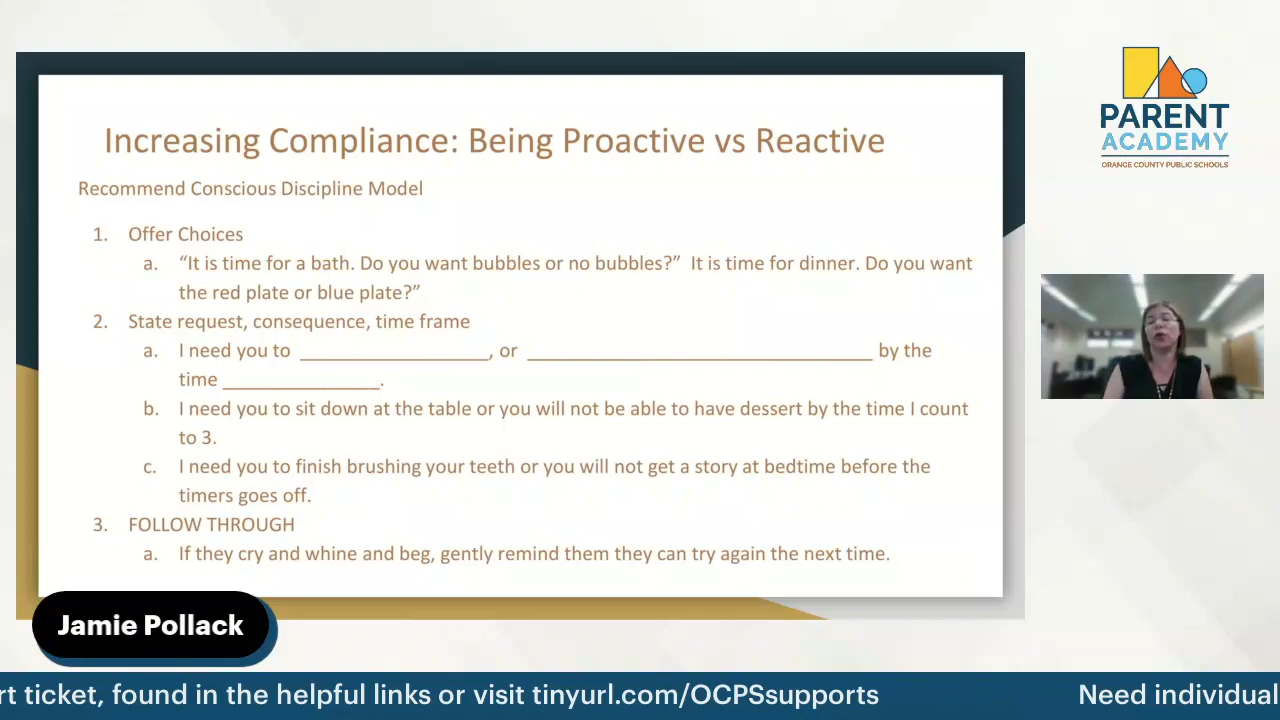 Increasing Compliance: Being Proactive vs Reactive
Recommend Conscious Discipline Model
1. Offer Choices
a. “It is time for a bath. Do you want bubbles or no bubbles?” It is time for dinner. Do you want
the red plate or blue plate?”
2. State request, consequence, time frame
a. I need you to __________________, or _________________________________ by the
time _______________.
b. I need you to sit down at the table or you will not be able to have dessert by the time I count
to 3.
c. I need you to finish brushing your teeth or you will not get a story at bedtime before the
timers goes off.
3. FOLLOW THROUGH
a. If they cry and whine and beg, gently remind them they can try again the next time.
PARENT
ACADEMY
ORANGE COUNTY PUBLIC SCHOOLS
Jamie Pollack
rt ticket, found in the helpful links or visit tinyurl.com/OCPSsupports Need individual